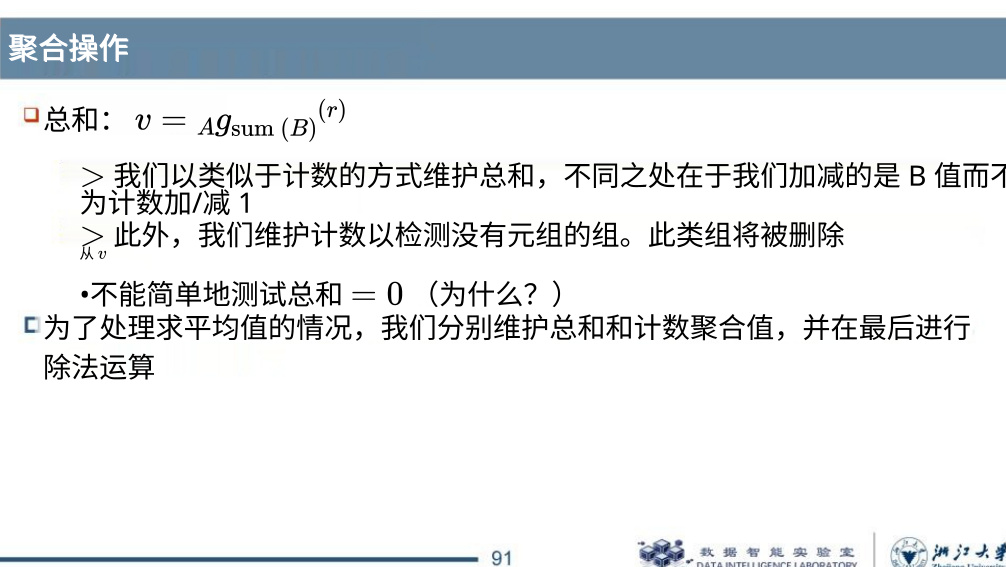 聚合操作
总和： v = _A g_{sum (B)}^{(r)}
> 我们以类似于计数的方式维护总和，不同之处在于我们加减的是 B 值而不
为计数加/减 1
> 此外，我们维护计数以检测没有元组的组。此类组将被删除
从 v
•不能简单地测试总和 = 0 （为什么？）
为了处理求平均值的情况，我们分别维护总和和计数聚合值，并在最后进行
除法运算
91
数据智能实验室
DATA INTELLIGENCE LABORATORY
浙江大学
Zhejiang University